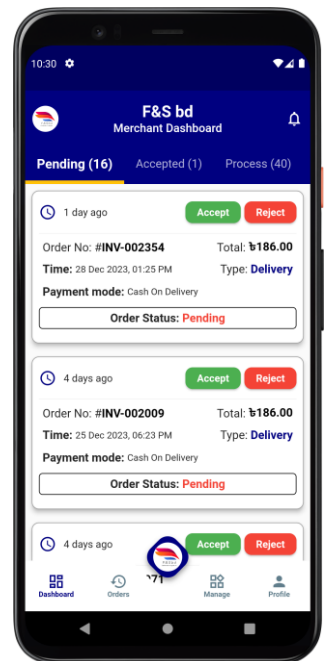 10:30
F&S bd
Merchant Dashboard
Pending (16) Accepted (1) Process (40)
1 day ago Accept Reject
Order No: #INV-002354 Total: ৳186.00
Time: 28 Dec 2023, 01:25 PM Type: Delivery
Payment mode: Cash On Delivery
Order Status: Pending
4 days ago Accept Reject
Order No: #INV-002009 Total: ৳186.00
Time: 25 Dec 2023, 06:23 PM Type: Delivery
Payment mode: Cash On Delivery
Order Status: Pending
4 days ago Accept Reject
Dashboard Orders Manage Profile